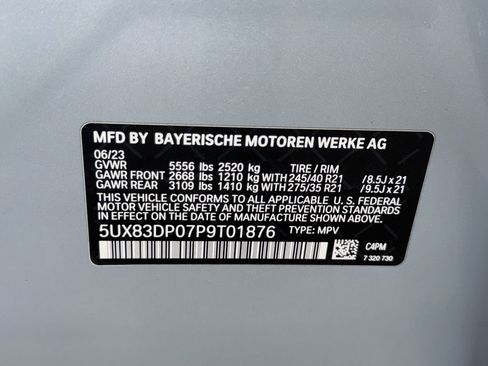 MFD BY BAYERISCHE MOTOREN WERKE AG
06/23
GVWR 5556 lbs 2520 kg TIRE / RIM
GAWR FRONT 2668 lbs 1210 kg WITH 245/40 R21 /8.5J x 21
GAWR REAR 3109 lbs 1410 kg WITH 275/35 R21 /9.5J x 21
THIS VEHICLE CONFORMS TO ALL APPLICABLE
FEDERAL MOTOR VEHICLE SAFETY STANDARDS IN
EFFECT ON THE DATE OF MANUFACTURE SHOWN ABOVE.
5UX83DP07P9T01876 TYPE: MPV
C4PM
7 320 730